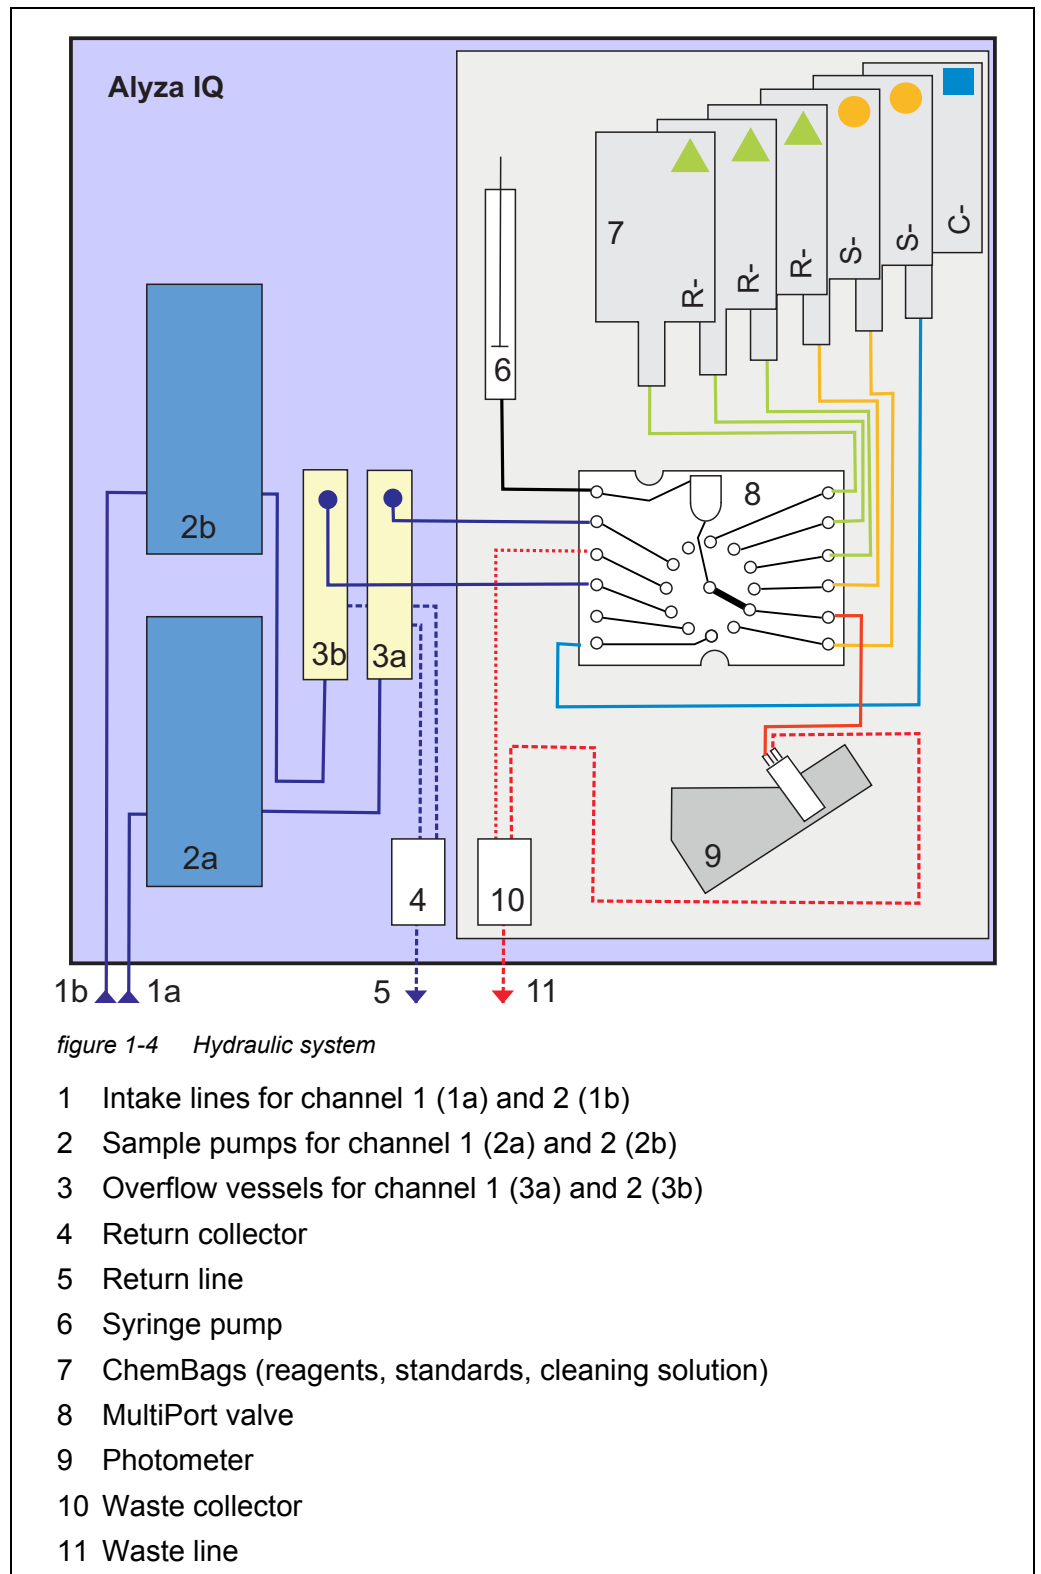 Alyza IQ
7
R-
R-
R-
S-
S-
C-
6
8
2b
3b
3a
2a
4
10
9
1b
1a
5
11
figure 1-4 Hydraulic system
1 Intake lines for channel 1 (1a) and 2 (1b)
2 Sample pumps for channel 1 (2a) and 2 (2b)
3 Overflow vessels for channel 1 (3a) and 2 (3b)
4 Return collector
5 Return line
6 Syringe pump
7 ChemBags (reagents, standards, cleaning solution)
8 MultiPort valve
9 Photometer
10 Waste collector
11 Waste line